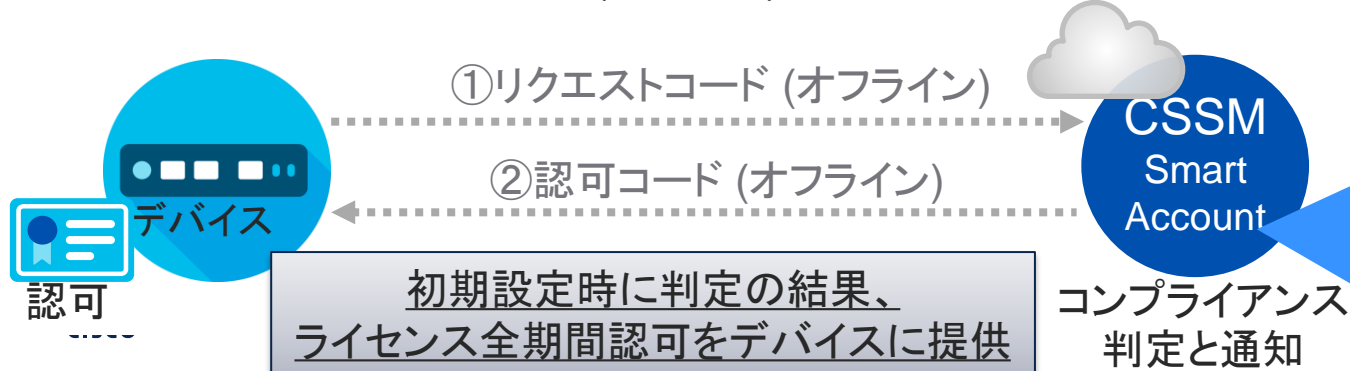 ①リクエストコード (オフライン)
②認可コード (オフライン)
デバイス
認可
CSSM
Smart
Account
初期設定時に判定の結果、
ライセンス全期間認可をデバイスに提供
コンプライアンス
判定と通知